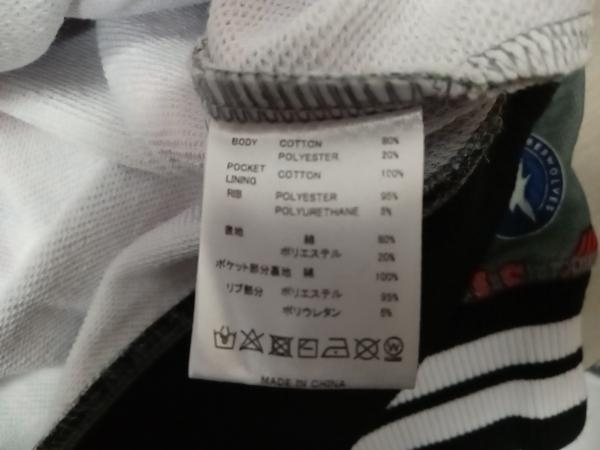 BODY COTTON 80%
POLYESTER 20%
POCKET LINING COTTON 100%
RIB POLYESTER 95%
POLYURETHANE 5%
表地 綿 80%
ポリエステル 20%
ポケット部分裏地 綿 100%
リブ部分 ポリエステル 95%
ポリウレタン 5%
MADE IN CHINA